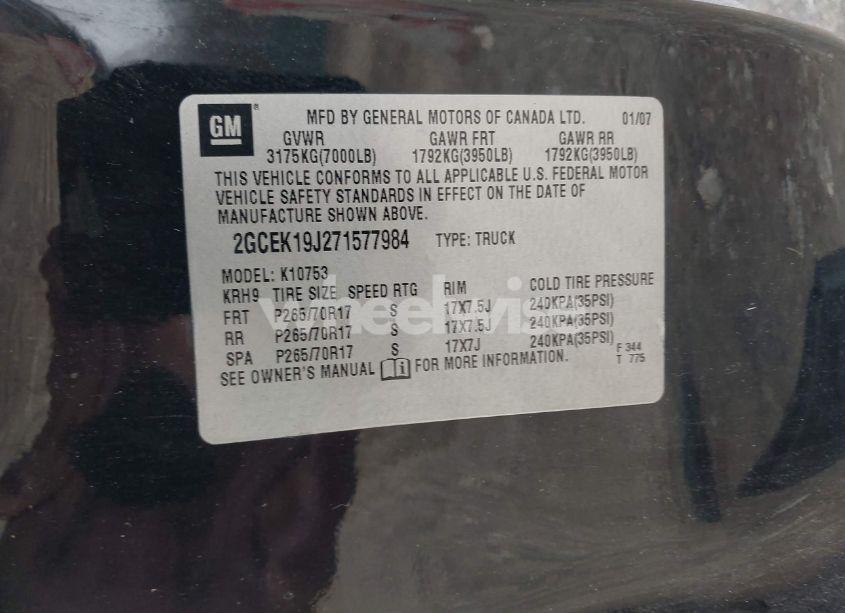 GM ® MFD BY GENERAL MOTORS OF CANADA LTD. 01/07
GVWR GAWR FRT GAWR RR
3175KG(7000LB) 1792KG(3950LB) 1792KG(3950LB)
THIS VEHICLE CONFORMS TO ALL APPLICABLE U.S. FEDERAL MOTOR
VEHICLE SAFETY STANDARDS IN EFFECT ON THE DATE OF
MANUFACTURE SHOWN ABOVE.
2GCEK19J271577984 TYPE: TRUCK
MODEL: K10753
KRH9 TIRE SIZE SPEED RTG RIM COLD TIRE PRESSURE
FRT P265/70R17 S 17X7.5J 240KPA(35PSI)
RR P265/70R17 S 17X7.5J 240KPA(35PSI)
SPA P265/70R17 S 17X7J 240KPA(35PSI)
SEE OWNER'S MANUAL FOR MORE INFORMATION.
F 344
T 775